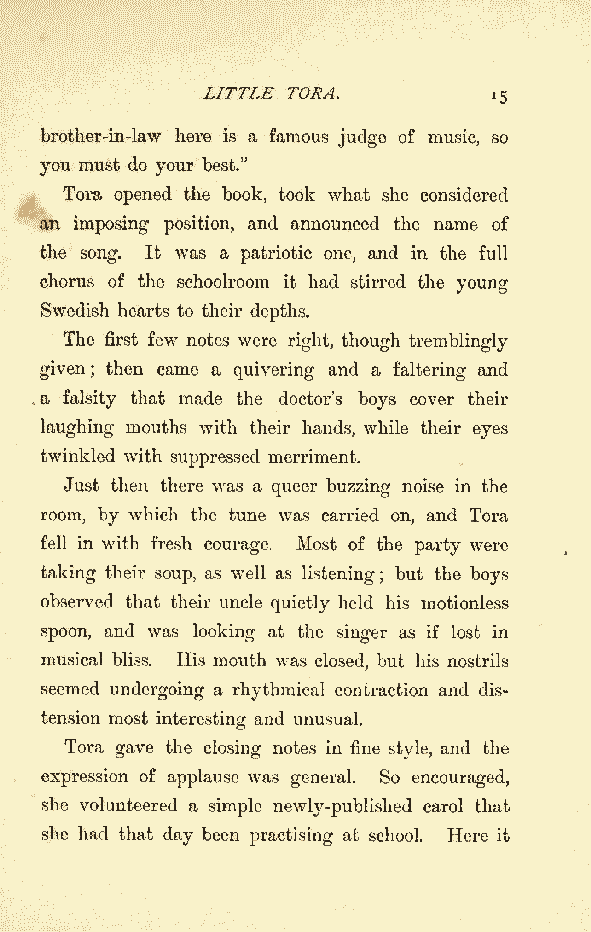 LITTLE TORA. 15
brother-in-law here is a famous judge of music, so
you must do your best."
Tora opened the book, took what she considered
an imposing position, and announced the name of
the song. It was a patriotic one, and in the full
chorus of the schoolroom it had stirred the young
Swedish hearts to their depths.
The first few notes were right, though tremblingly
given; then came a quivering and a faltering and
a falsity that made the doctor's boys cover their
laughing mouths with their hands, while their eyes
twinkled with suppressed merriment.
Just then there was a queer buzzing noise in the
room, by which the tune was carried on, and Tora
fell in with fresh courage. Most of the party were
taking their soup, as well as listening; but the boys
observed that their uncle quietly held his motionless
spoon, and was looking at the singer as if lost in
musical bliss. His mouth was closed, but his nostrils
seemed undergoing a rhythmical contraction and dis-
tension most interesting and unusual.
Tora gave the closing notes in fine style, and the
expression of applause was general. So encouraged,
she volunteered a simple newly-published carol that
she had that day been practising at school. Here it